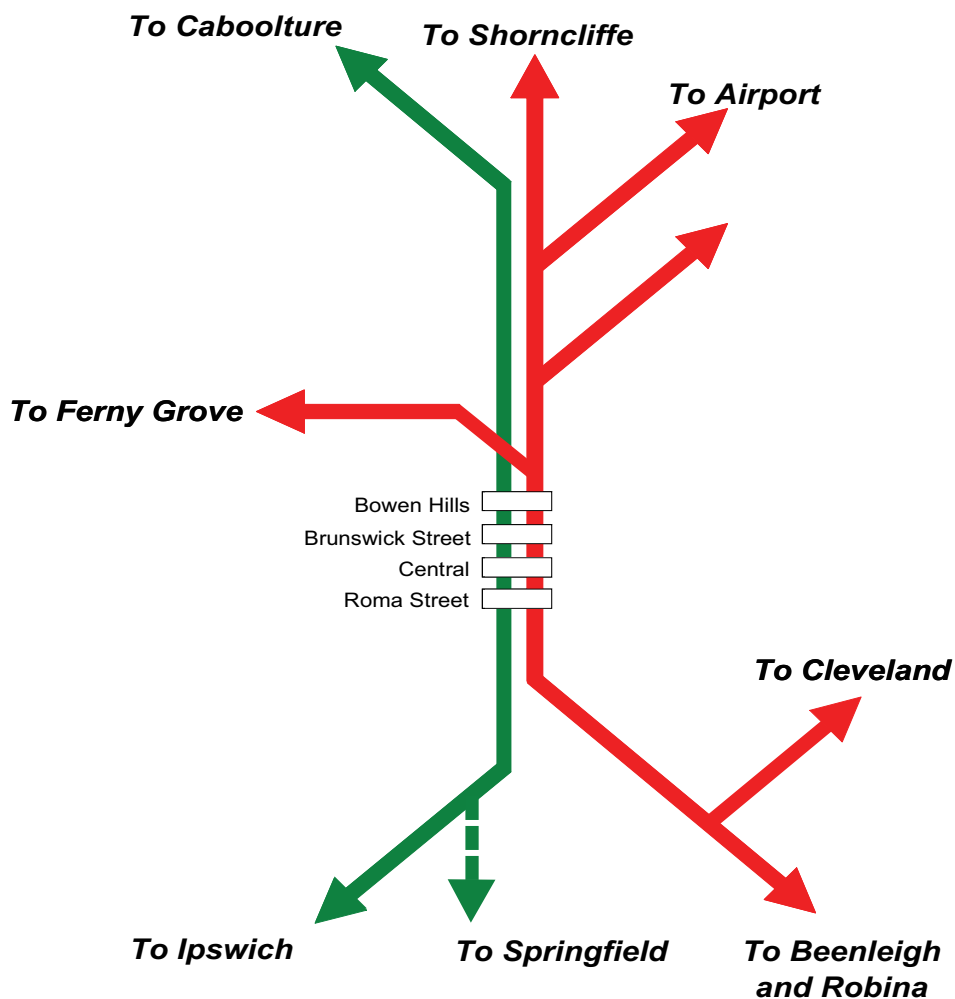 To Caboolture
To Shorncliffe
To Airport
To Ferny Grove
Bowen Hills
Brunswick Street
Central
Roma Street
To Cleveland
To Ipswich
To Springfield
To Beenleigh
and Robina